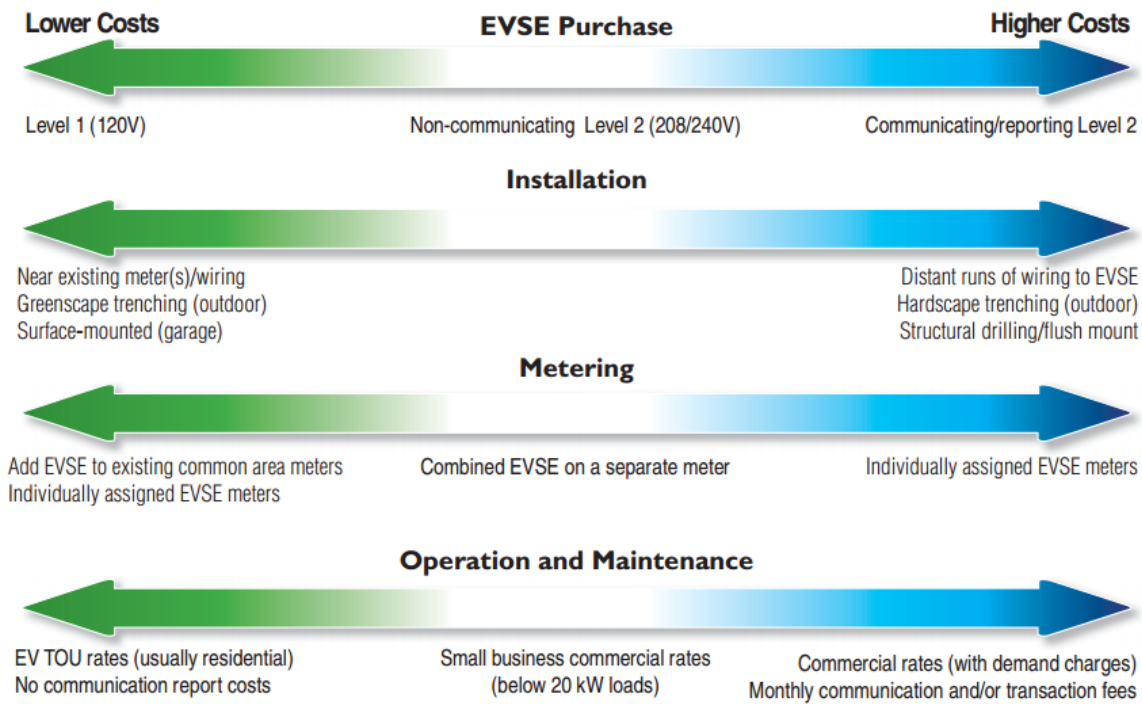 Lower Costs
EVSE Purchase
Higher Costs
Level 1 (120V)
Non-communicating Level 2 (208/240V)
Communicating/reporting Level 2
Installation
Near existing meter(s)/wiring
Greenscape trenching (outdoor)
Surface-mounted (garage)
Distant runs of wiring to EVSE
Hardscape trenching (outdoor)
Structural drilling/flush mount
Metering
Add EVSE to existing common area meters
Individually assigned EVSE meters
Combined EVSE on a separate meter
Individually assigned EVSE meters
Operation and Maintenance
EV TOU rates (usually residential)
No communication report costs
Small business commercial rates
(below 20 kW loads)
Commercial rates (with demand charges)
Monthly communication and/or transaction fees